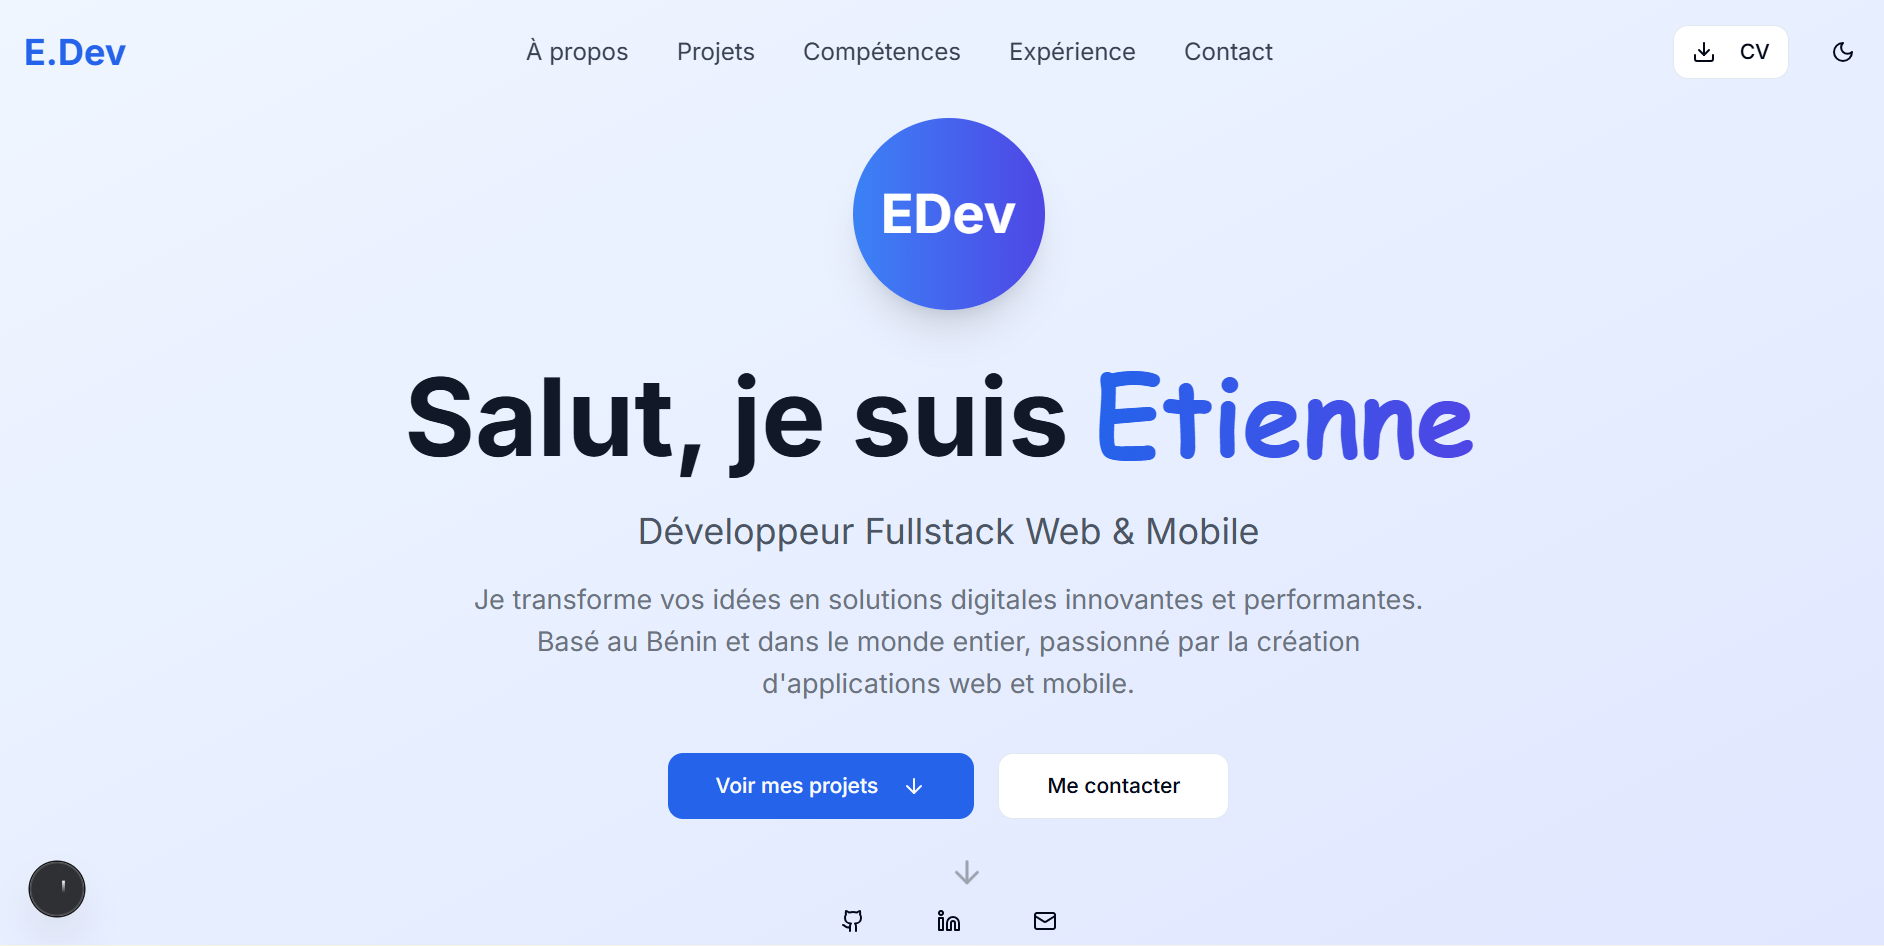 E.Dev
À propos
Projets
Compétences
Expérience
Contact
CV
EDev
Salut, je suis Etienne
Développeur Fullstack Web & Mobile
Je transforme vos idées en solutions digitales innovantes et performantes.
Basé au Bénin et dans le monde entier, passionné par la création
d'applications web et mobile.
Voir mes projets
Me contacter